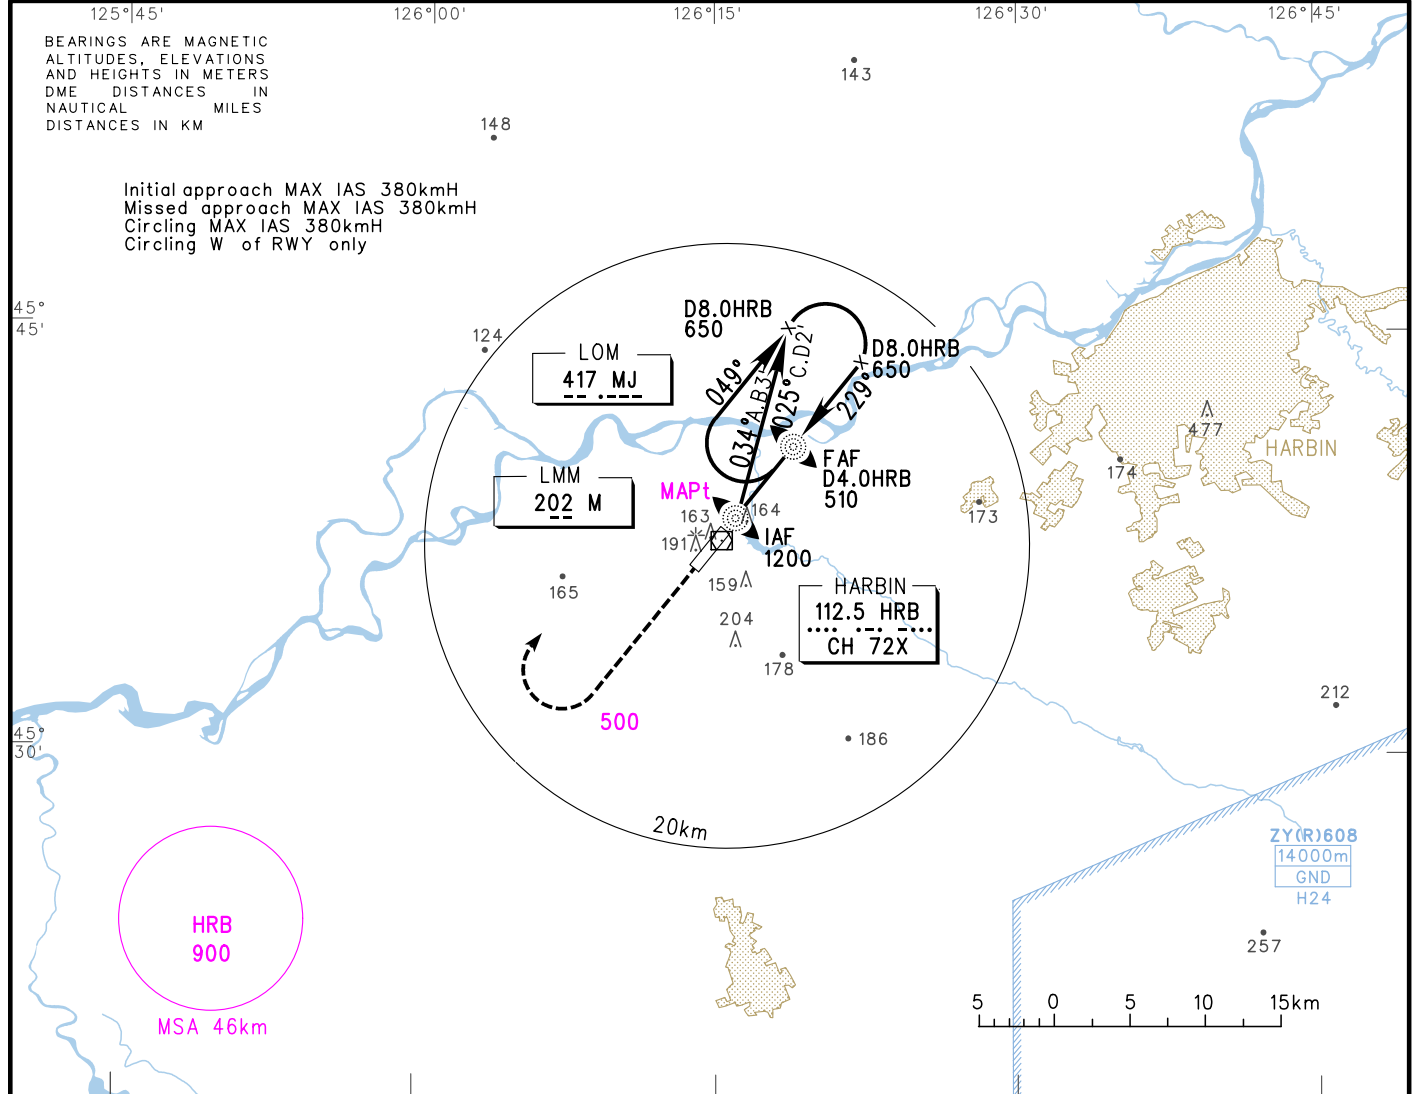 125°45'
126°00'
126°15'
126°30'
126°45'
BEARINGS ARE MAGNETIC
ALTITUDES, ELEVATIONS
AND HEIGHTS IN METERS
DME DISTANCES IN
NAUTICAL MILES
DISTANCES IN KM
143
148
Initial approach MAX IAS 380kmH
Missed approach MAX IAS 380kmH
Circling MAX IAS 380kmH
Circling W of RWY only
45°
45'
D8.0HRB
650
124
D8.0HRB
650
LOM
417 MJ
049°
034°A.B3'
025°C.D2'
229°
477
HARBIN
174
FAF
D4.0HRB
510
LMM
202 M
MAPt
163
164
173
191
IAF
1200
165
159
HARBIN
112.5 HRB
CH 72X
204
178
212
500
186
45°
30'
20km
ZY(R)608
14000m
GND
H24
HRB
900
257
MSA 46km
5 0 5 10 15km